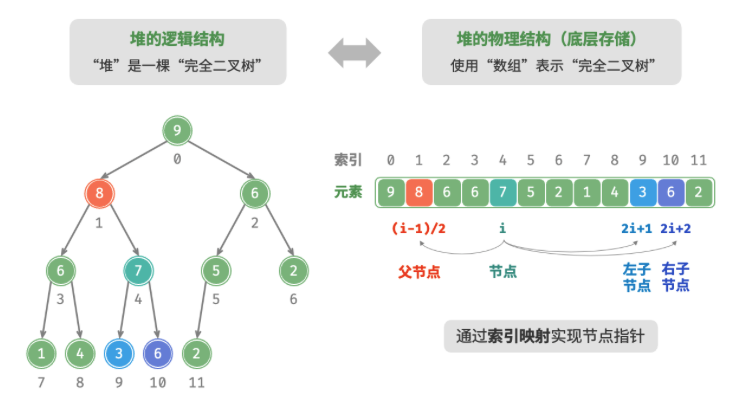 堆的逻辑结构
“堆”是一棵“完全二叉树”
堆的物理结构（底层存储）
使用“数组”表示“完全二叉树”
9
0
8 6
1 2
6 7 5 2
3 4 5 6
1 4 3 6 2
7 8 9 10 11
索引 0 1 2 3 4 5 6 7 8 9 10 11
元素 9 8 6 6 7 5 2 1 4 3 6 2
(i-1)/2 i 2i+1 2i+2
父节点 节点 左子 右子
节点 节点
通过索引映射实现节点指针